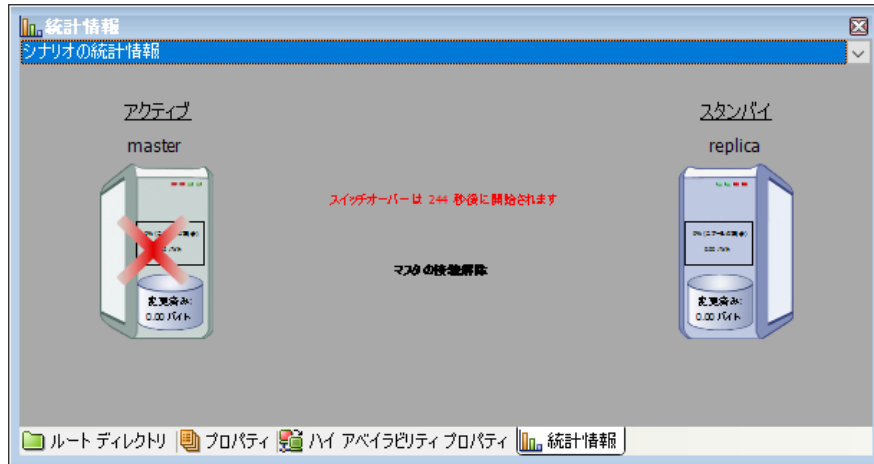 統計情報
シナリオの統計情報
アクティブ
スタンバイ
master
replica
スイッチオーバーは 244 秒後に開始されます
マスタの接続解除
変更済み:
0.00 バイト
変更済み:
0.00 バイト
ルート ディレクトリ プロパティ ハイ アベイラビリティ プロパティ 統計情報